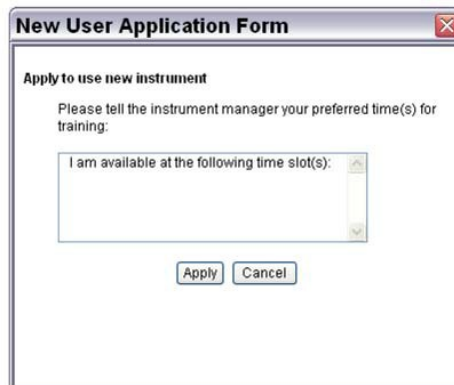 New User Application Form
Apply to use new instrument
Please tell the instrument manager your preferred time(s) for
training:
I am available at the following time slot(s):
Apply Cancel